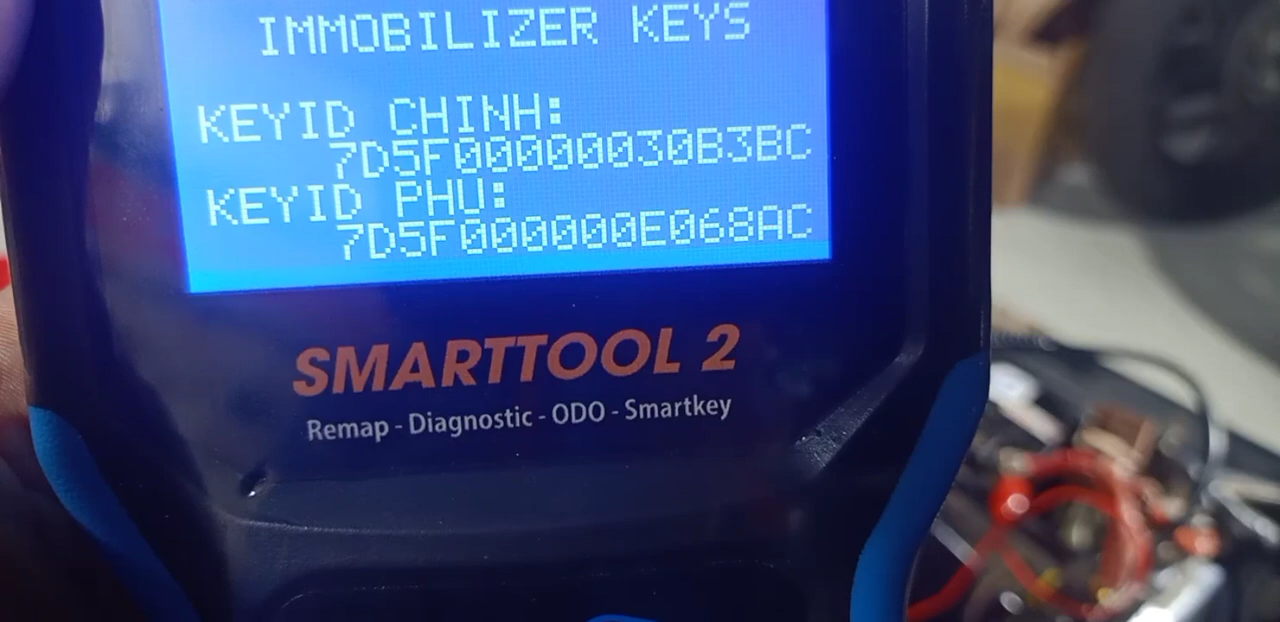 IMMOBILIZER KEYS
KEYID CHINH:
7D5F00000030B3BC
KEYID PHU:
7D5F000000E068AC
SMARTTOOL 2
Remap - Diagnostic - ODO - Smartkey